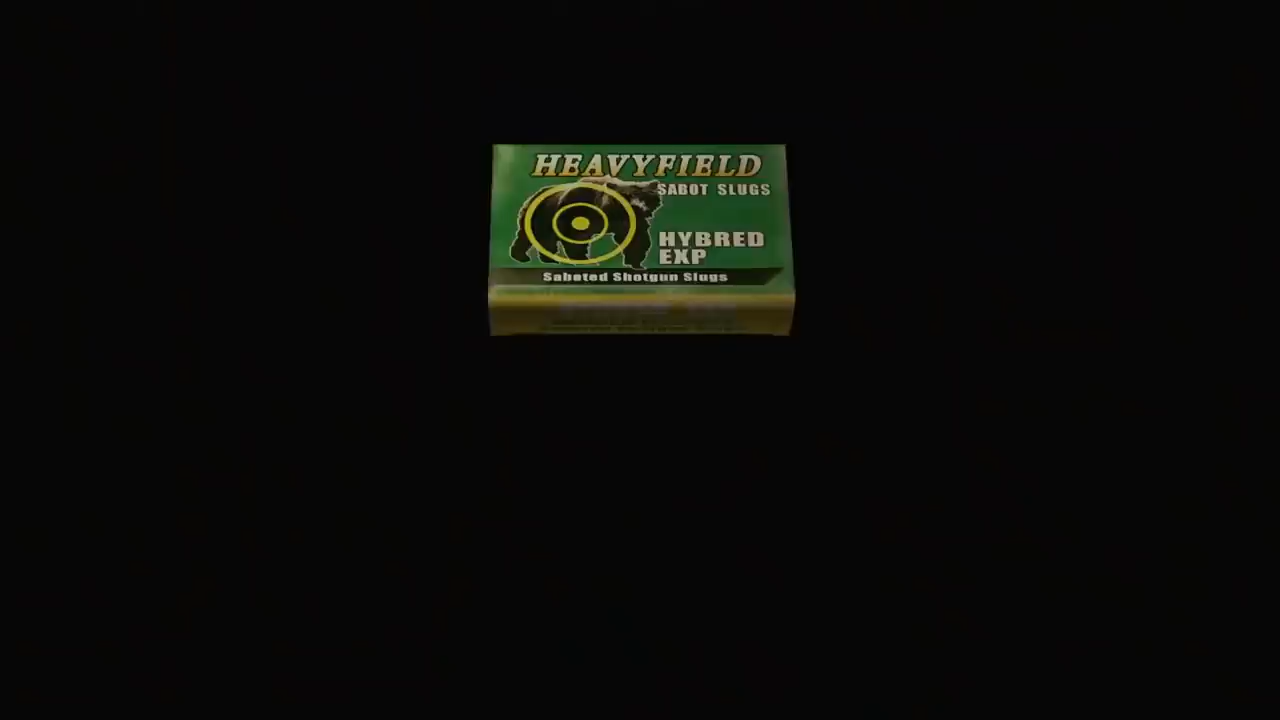 HEAVYFIELD
SABOT SLUGS
HYBRED
EXP
Saboted Shotgun Slugs